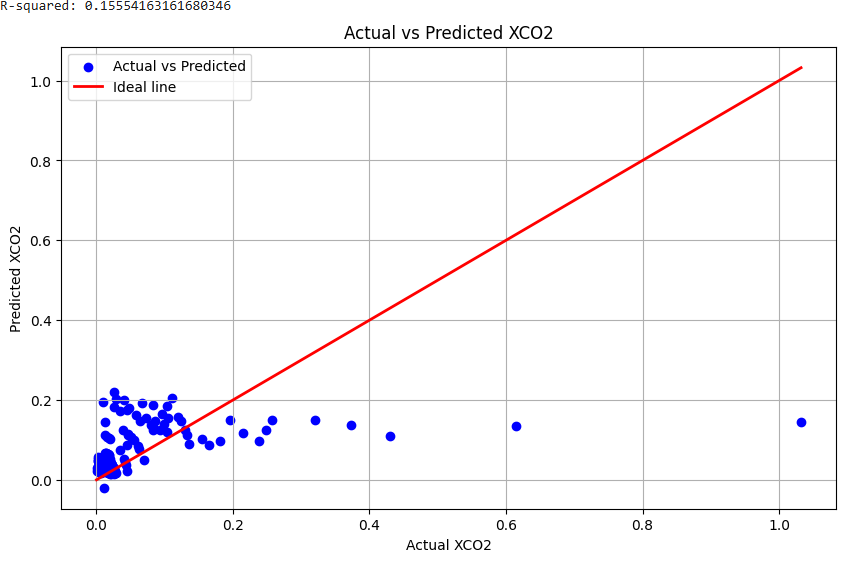 R-squared: 0.15554163161680346
Actual vs Predicted XCO2
Actual vs Predicted
Ideal line
1.0
0.8
0.6
0.4
0.2
0.0
Predicted XCO2
0.0 0.2 0.4 0.6 0.8 1.0
Actual XCO2